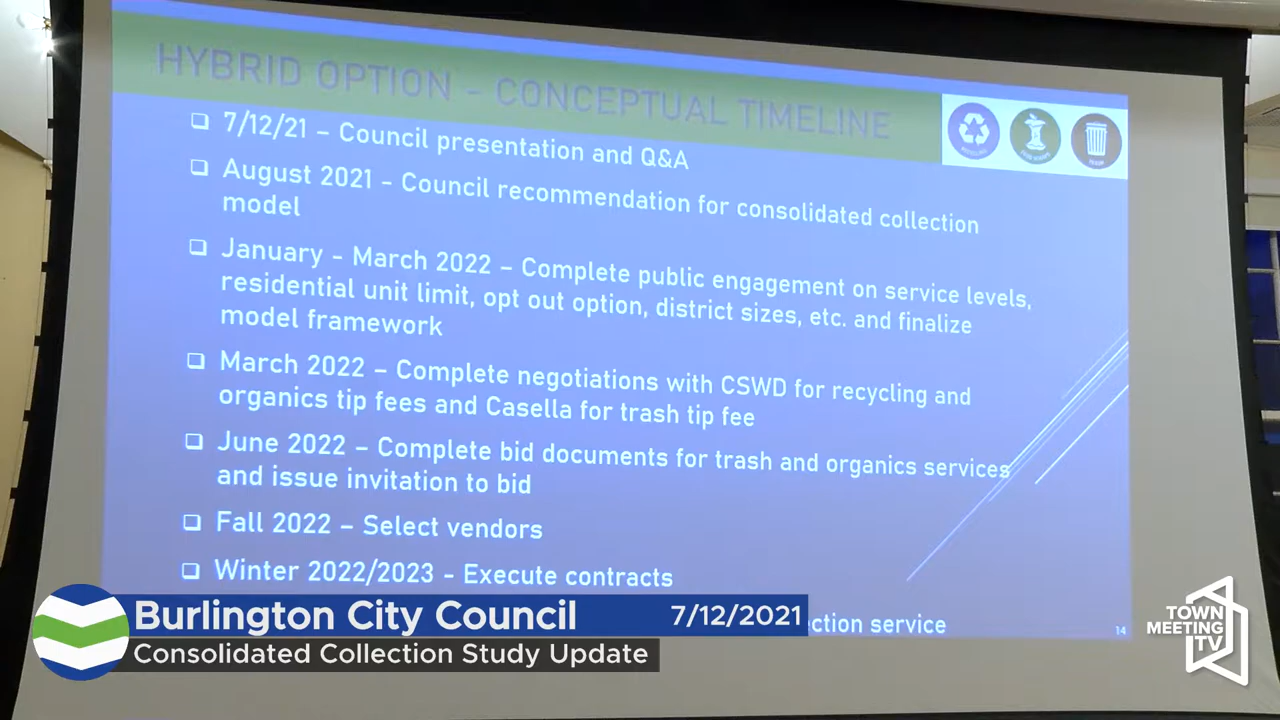 HYBRID OPTION – CONCEPTUAL TIMELINE
7/12/21 – Council presentation and Q&A
August 2021 - Council recommendation for consolidated collection
model
January - March 2022 – Complete public engagement on service levels,
residential unit limit, opt out option, district sizes, etc. and finalize
model framework
March 2022 – Complete negotiations with CSWD for recycling and
organics tip fees and Casella for trash tip fee
June 2022 – Complete bid documents for trash and organics services
and issue invitation to bid
Fall 2022 – Select vendors
Winter 2022/2023 - Execute contracts
service
14
Burlington City Council 7/12/2021
Consolidated Collection Study Update
TOWN
MEETING
TV